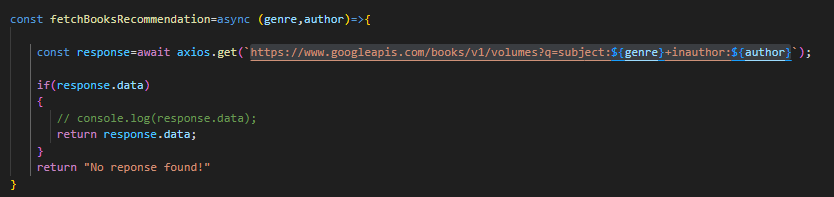 const fetchBooksRecommendation=async (genre,author)=>{
const response=await axios.get(`https://www.googleapis.com/books/v1/volumes?q=subject:${genre}+inauthor:${author}`);
if(response.data)
{
// console.log(response.data);
return response.data;
}
return "No reponse found!"
}